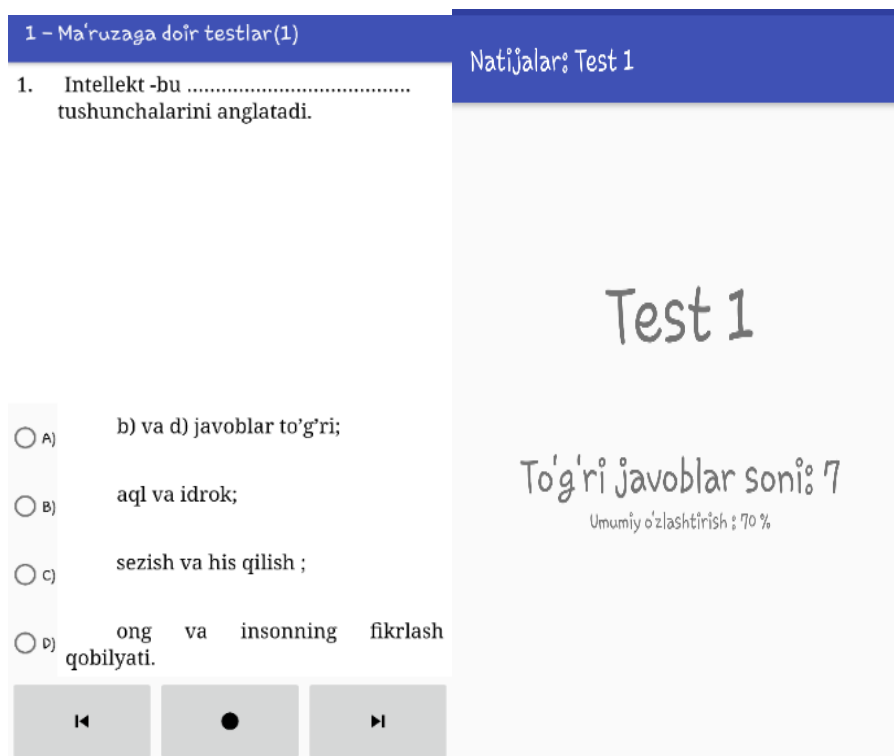 1 - Ma'ruzaga doir testlar(1)
1. Intellekt -bu .......................................
tushunchalarini anglatadi.
A) b) va d) javoblar to’g’ri;
B) aql va idrok;
C) sezish va his qilish ;
D) ong va insonning fikrlash
qobilyati.
Natijalar: Test 1
Test 1
To'g'ri javoblar soni: 7
Umumiy o'zlashtirish : 70 %